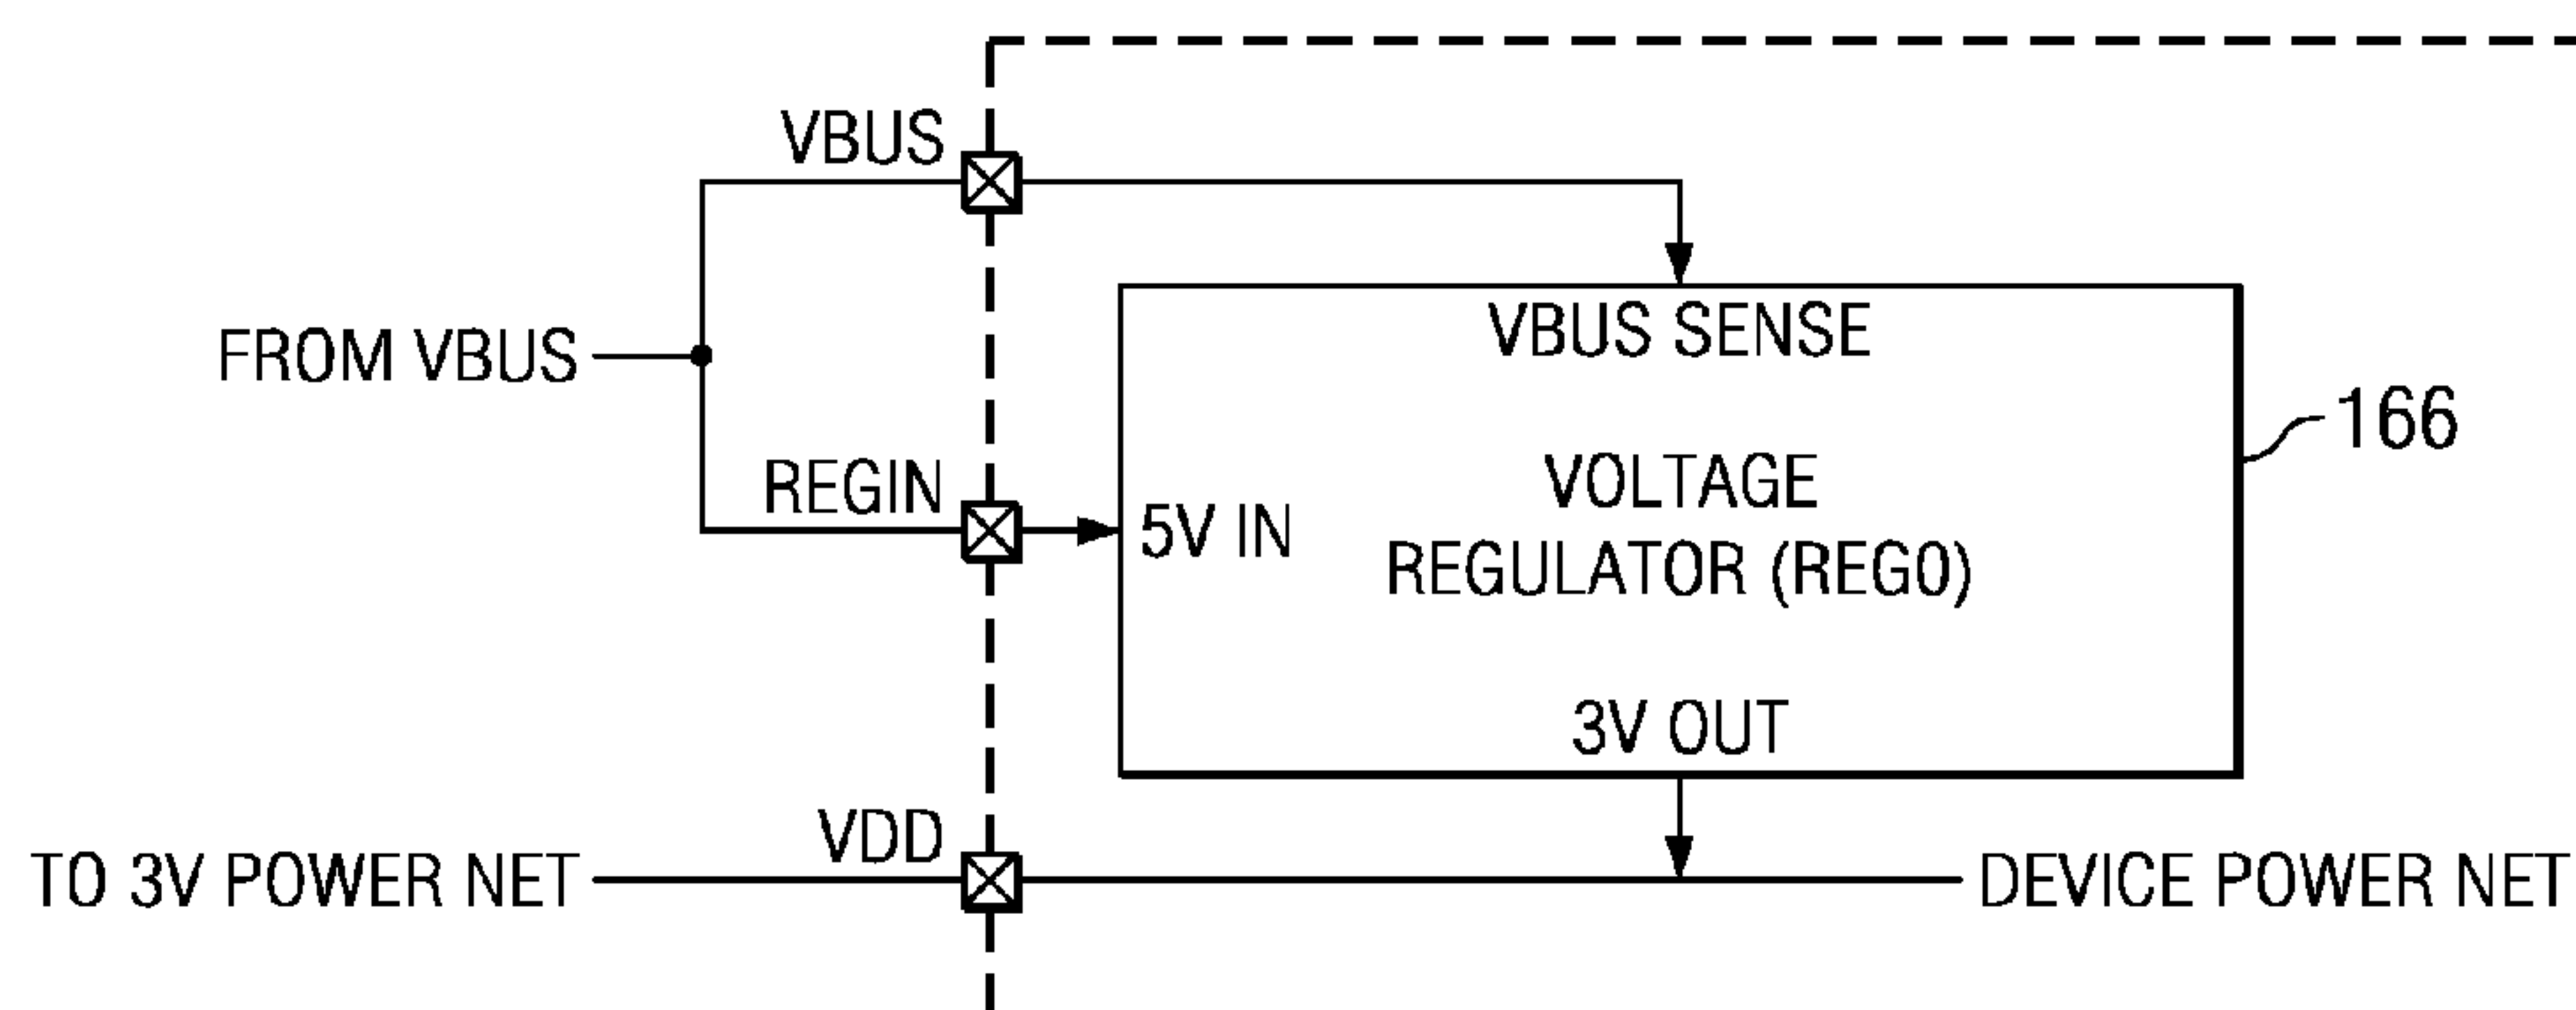 VBUS
FROM VBUS
VBUS SENSE
166
REGIN
5V IN
VOLTAGE
REGULATOR (REG0)
3V OUT
VDD
TO 3V POWER NET
DEVICE POWER NET